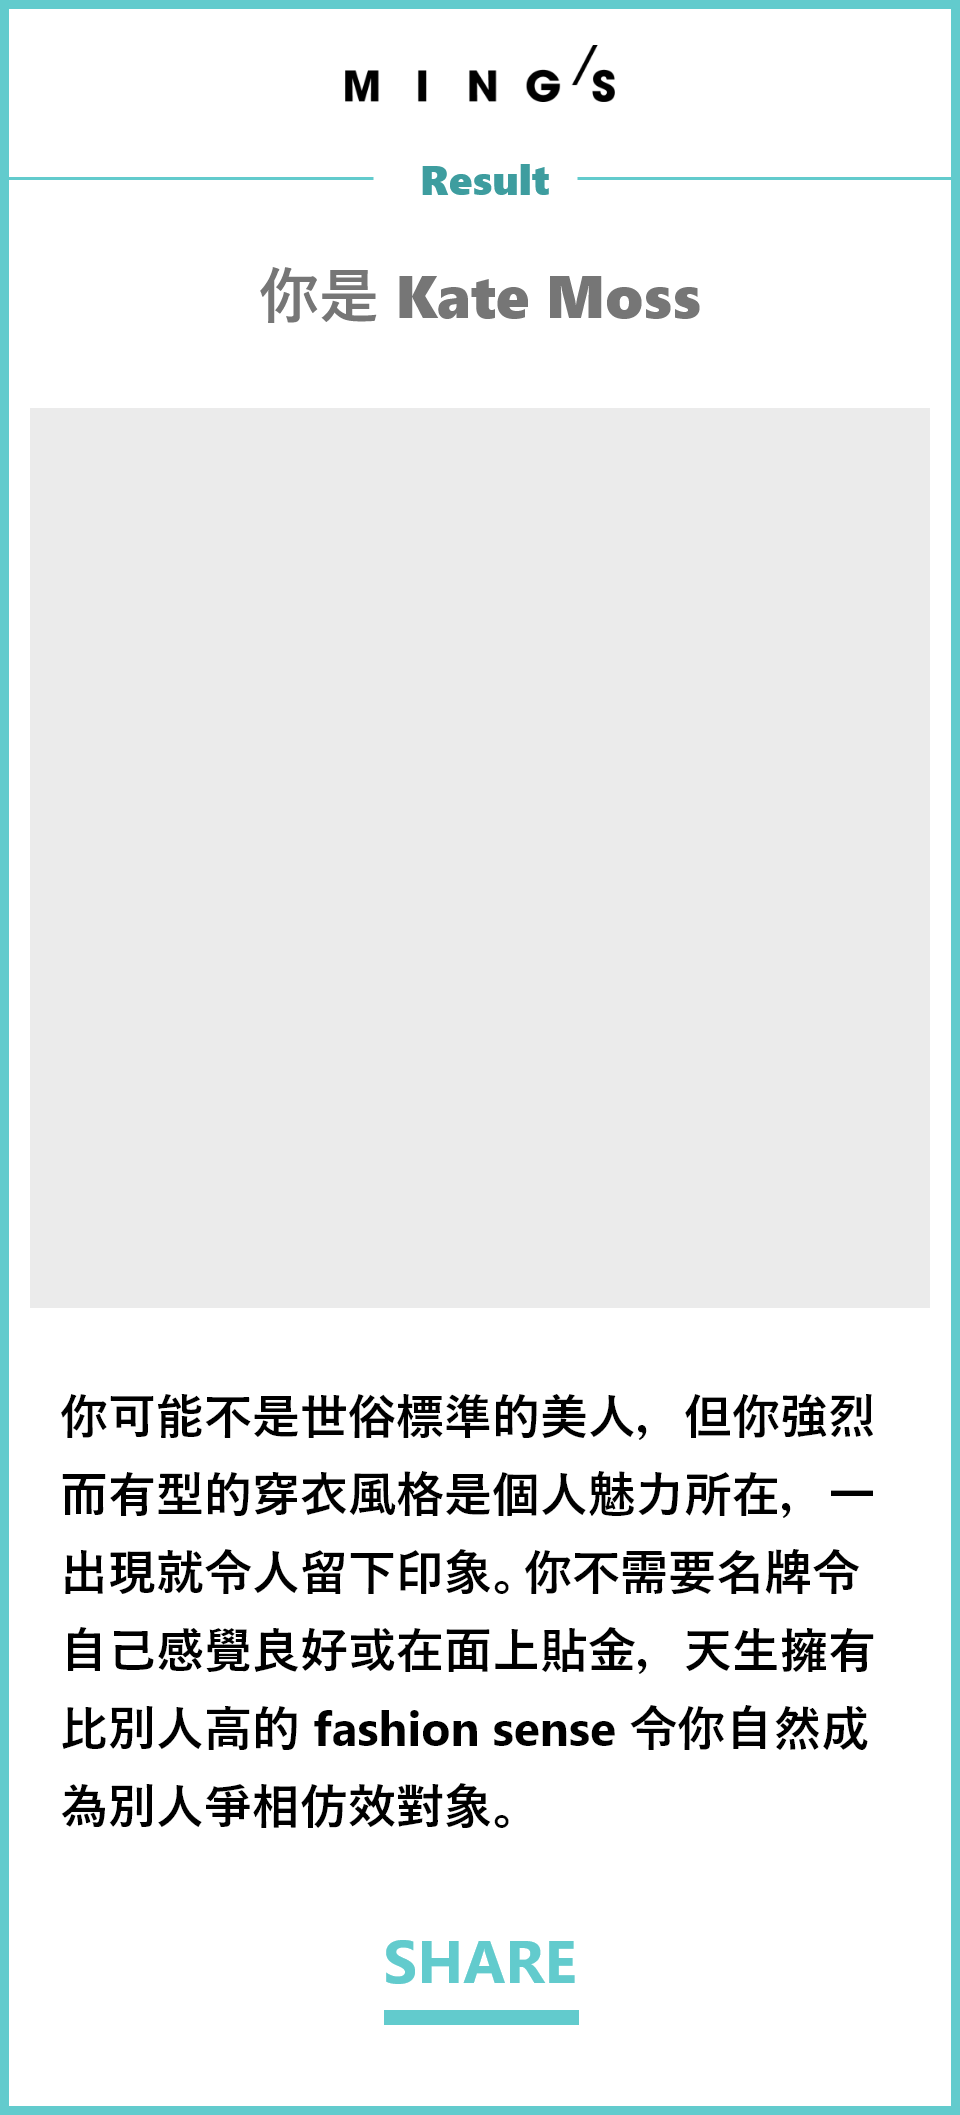 MING/S
Result
你是 Kate Moss
你可能不是世俗標準的美人，但你強烈
而有型的穿衣風格是個人魅力所在，一
出現就令人留下印象。你不需要名牌令
自己感覺良好或在面上貼金，天生擁有
比別人高的 fashion sense 令你自然成
為別人爭相仿效對象。
SHARE